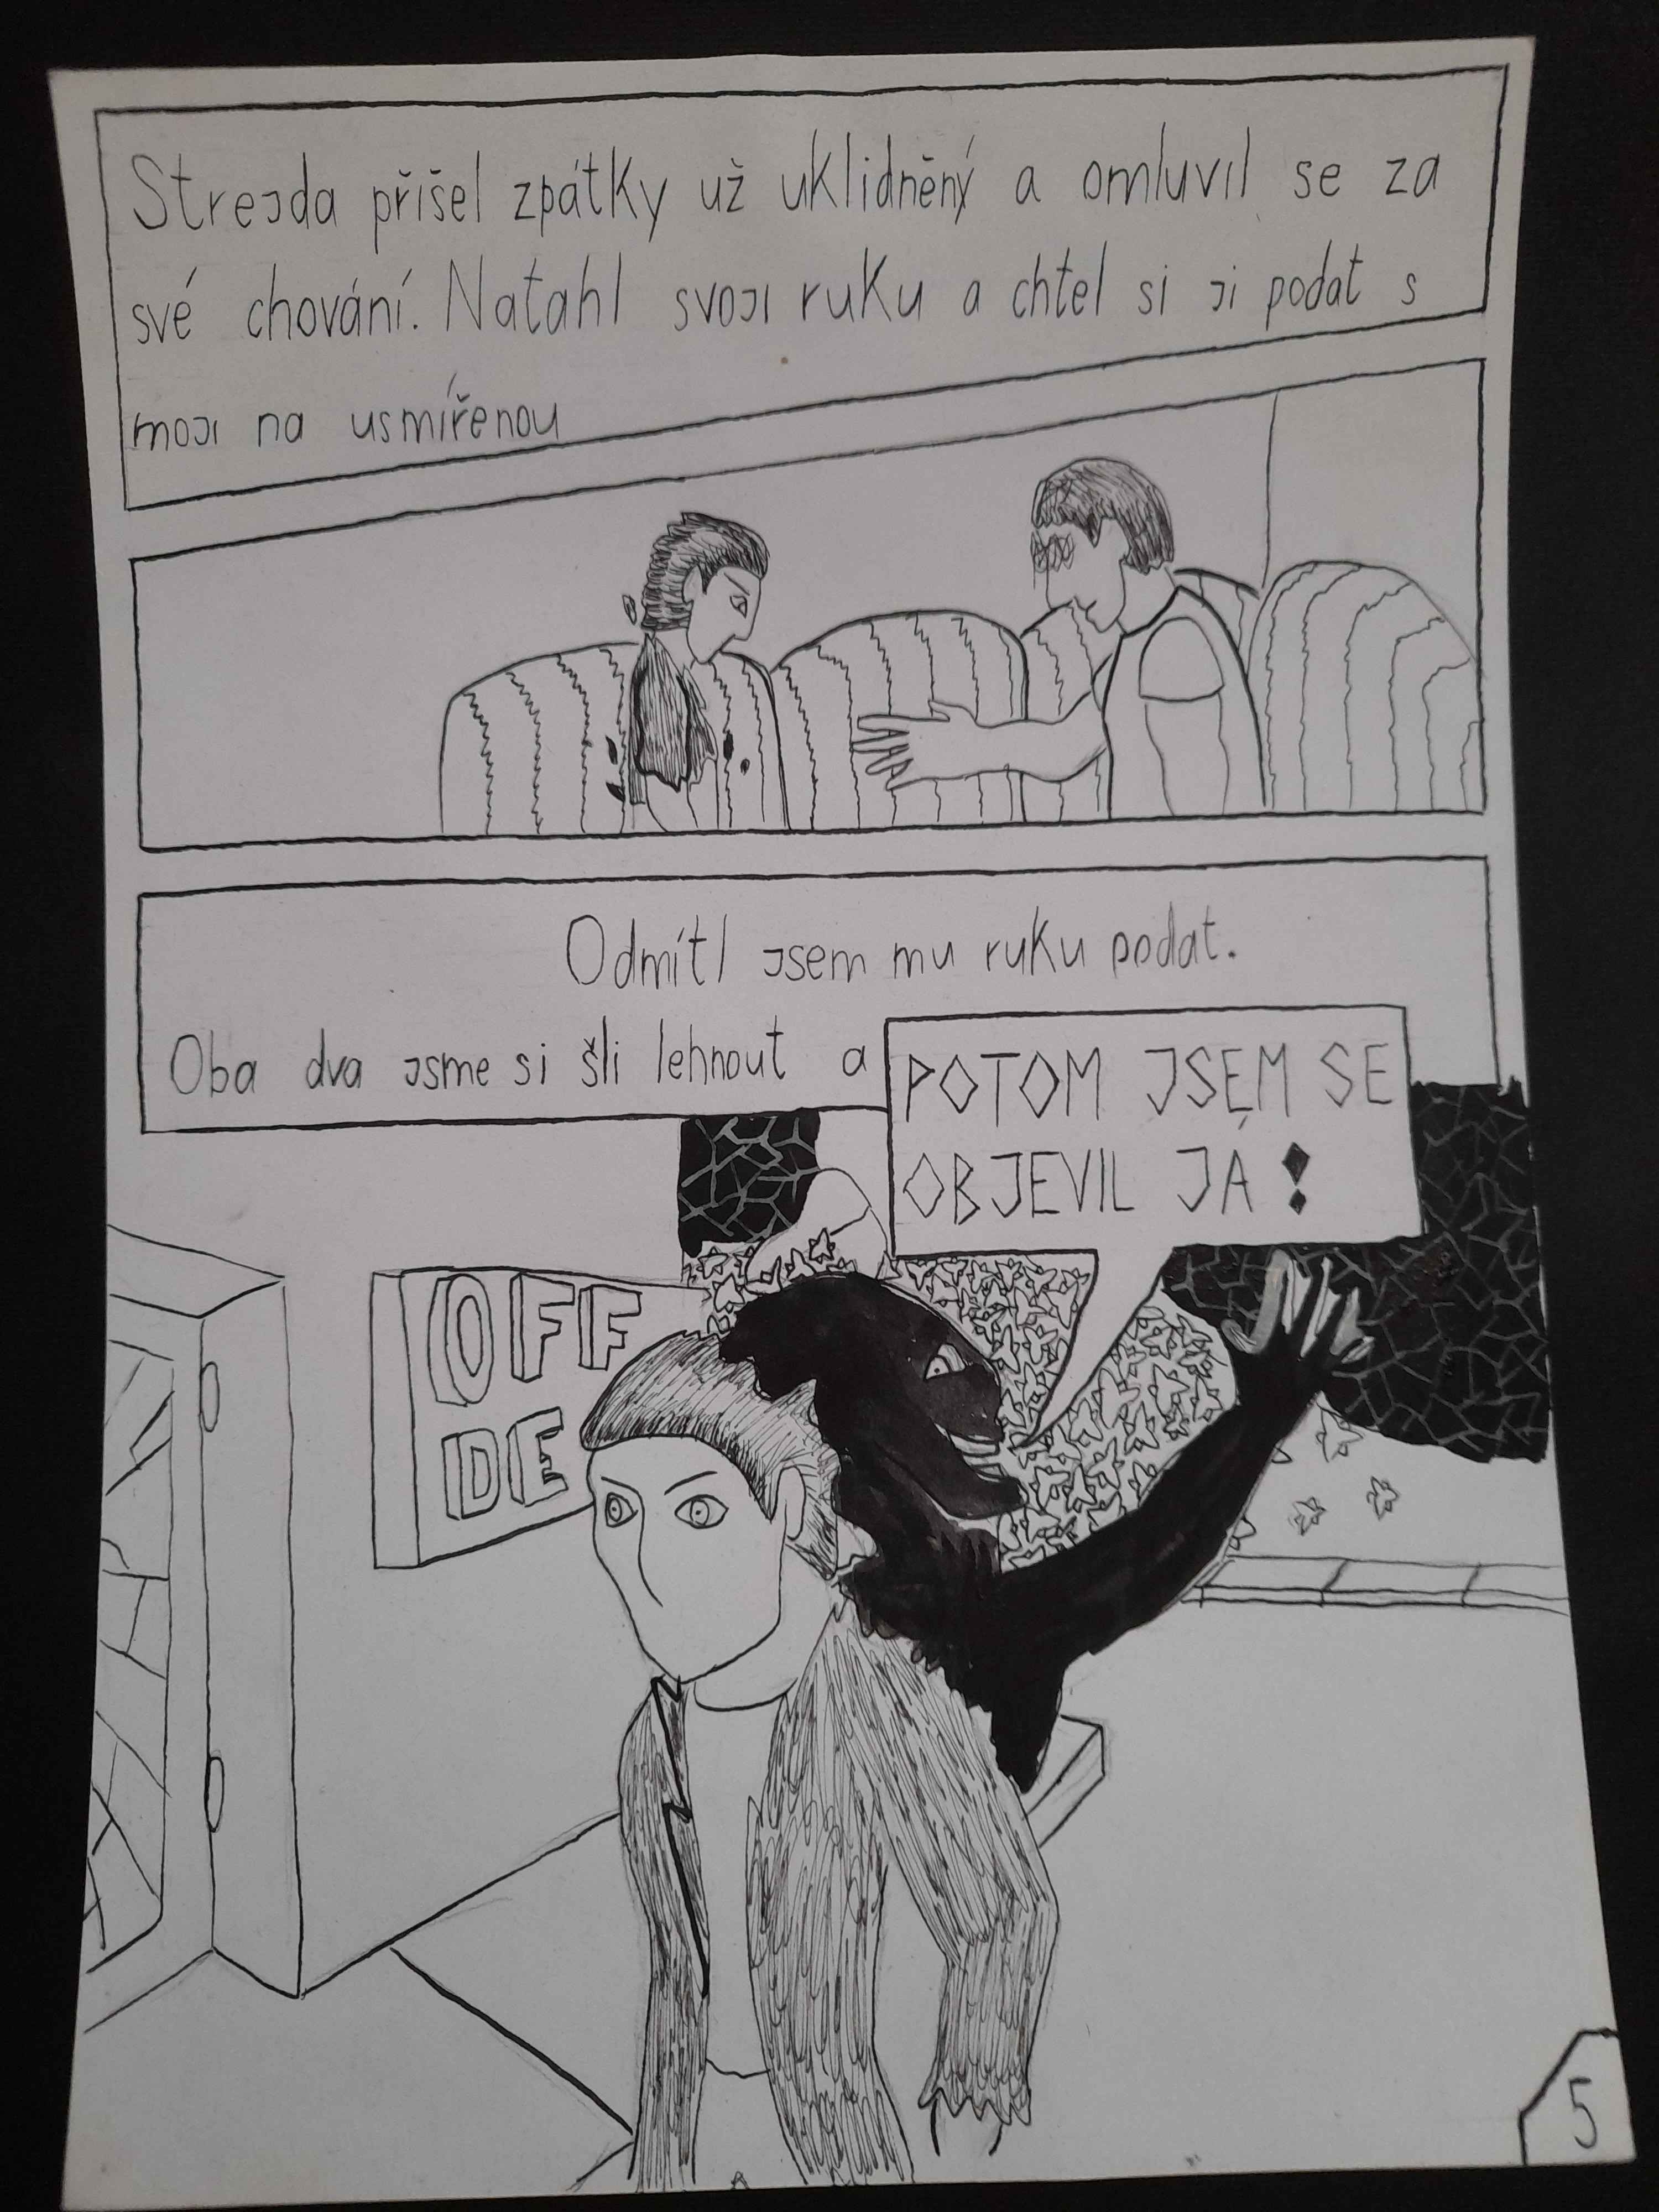 Strejda přišel zpátky už uklidněný a omluvil se za
své chování. Natáhl svoji ruku a chtel si ji podat s
moji na usmířenou
Odmítl jsem mu ruku podat.
Oba dva jsme si šli lehnout a
POTOM JSEM SE
OBJEVIL JÁ!
OFF
DE
5